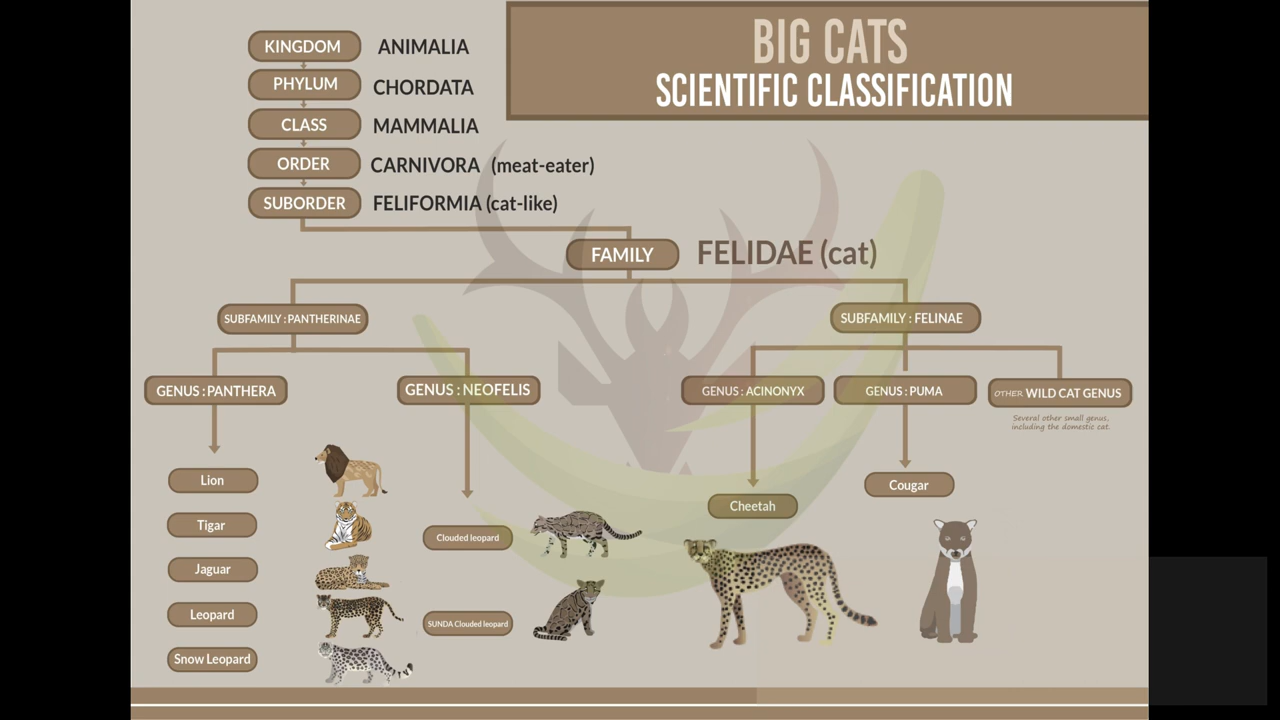 BIG CATS
SCIENTIFIC CLASSIFICATION
KINGDOM ANIMALIA
PHYLUM CHORDATA
CLASS MAMMALIA
ORDER CARNIVORA (meat-eater)
SUBORDER FELIFORMIA (cat-like)
FAMILY FELIDAE (cat)
SUBFAMILY : PANTHERINAE
SUBFAMILY : FELINAE
GENUS : PANTHERA
GENUS : NEOFELIS
GENUS : ACINONYX
GENUS : PUMA
OTHER WILD CAT GENUS
Several other small genus,
including the domestic cat.
Lion
Tigar
Jaguar
Leopard
Snow Leopard
Clouded leopard
SUNDA Clouded leopard
Cheetah
Cougar